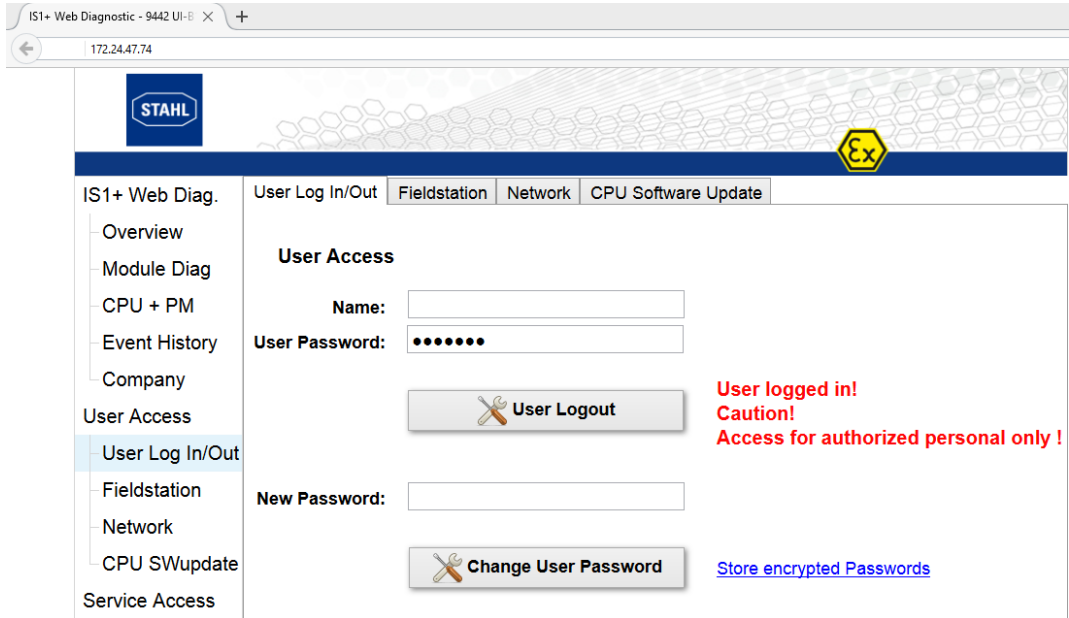 IS1+ Web Diagnostic - 9442 UI-B
172.24.47.74
STAHL
Ex
IS1+ Web Diag.
Overview
Module Diag
CPU + PM
Event History
Company
User Access
User Log In/Out
Fieldstation
Network
CPU SWupdate
Service Access
User Log In/Out Fieldstation Network CPU Software Update
User Access
Name:
User Password: •••••••
User Logout
User logged in!
Caution!
Access for authorized personal only !
New Password:
Change User Password
Store encrypted Passwords